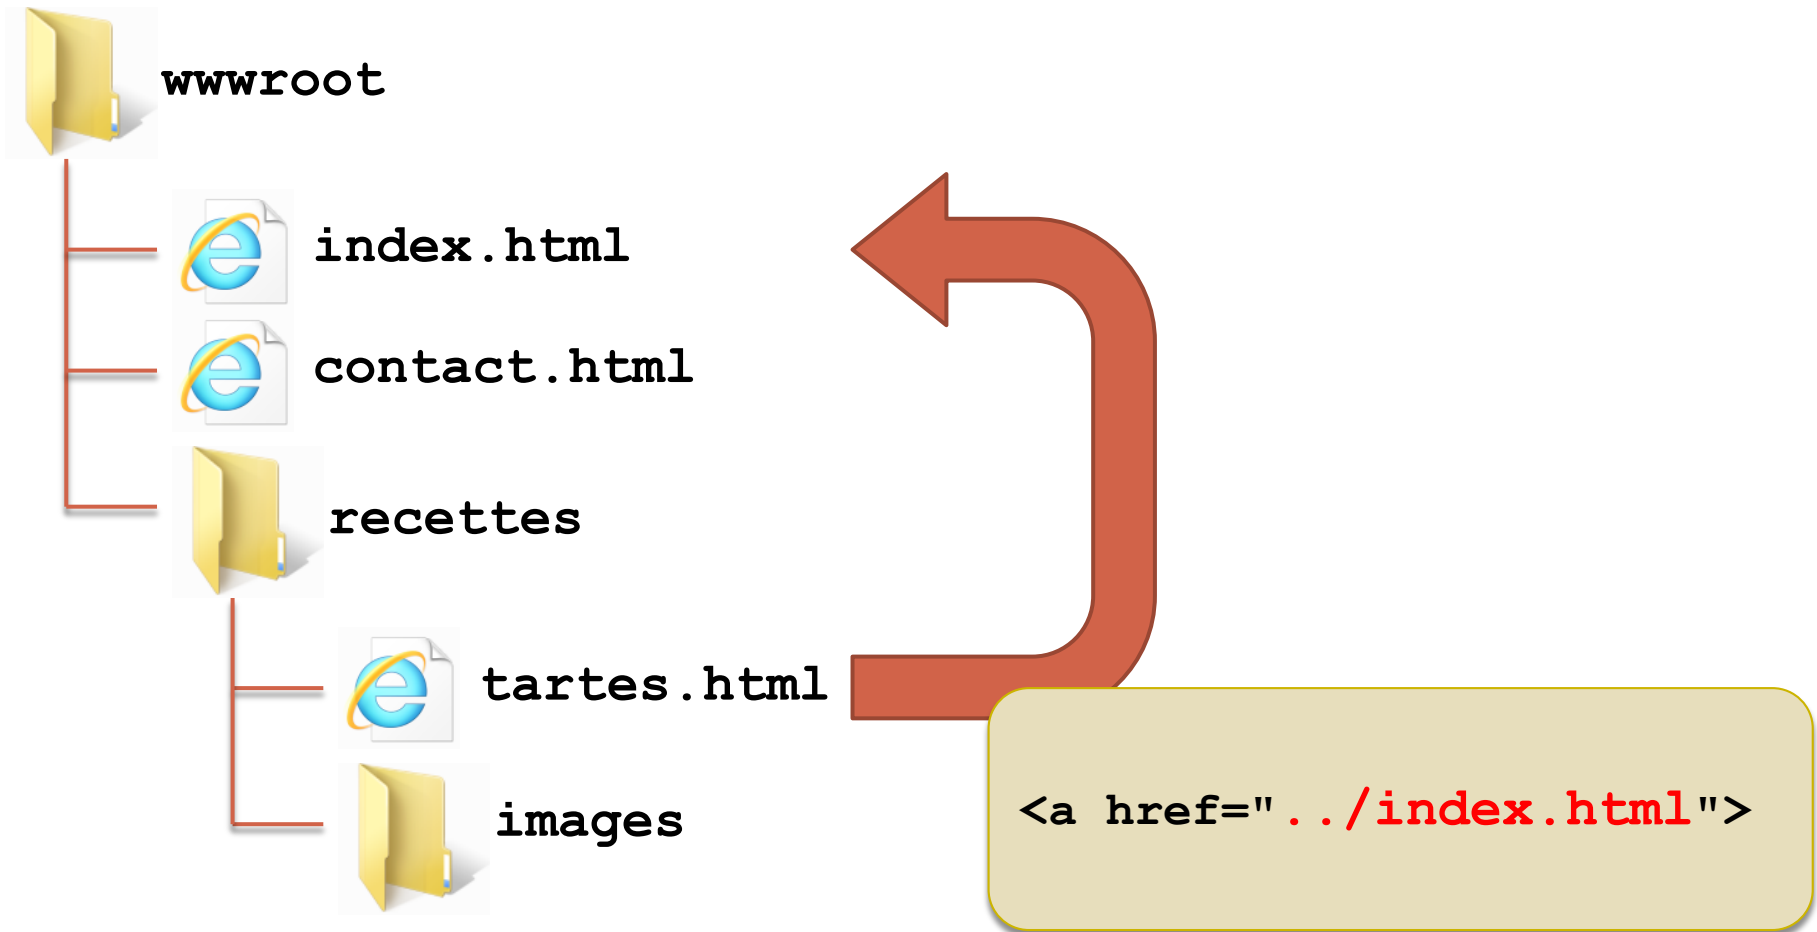 wwwroot
index.html
contact.html
recettes
tartes.html
images
<a href="../index.html">